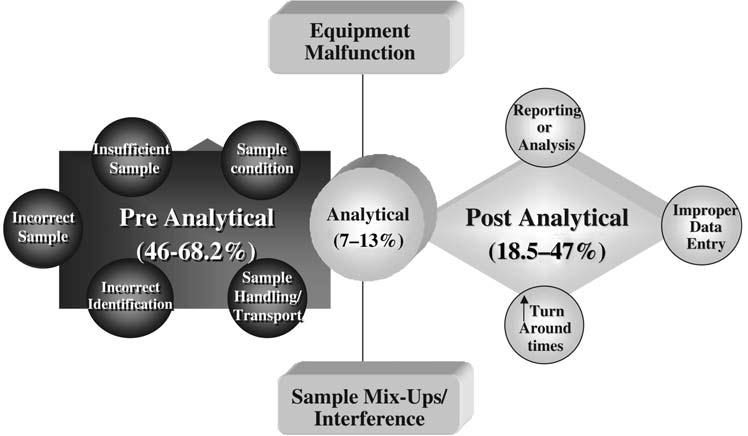 Equipment
Malfunction
Insufficient
Sample
Sample
condition
Incorrect
Sample
Pre Analytical
(46-68.2%)
Incorrect
Identification
Sample
Handling/
Transport
Analytical
(7–13%)
Reporting
or
Analysis
Post Analytical
(18.5–47%)
Improper
Data
Entry
Turn
Around
times
Sample Mix-Ups/
Interference